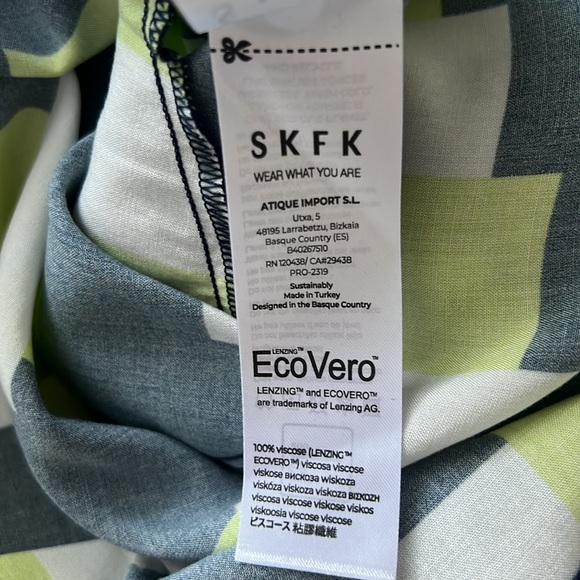 SKFK
WEAR WHAT YOU ARE
ATIQUE IMPORT S.L.
Utxa, 5
48195 Larrabetzu, Bizkaia
Basque Country (ES)
B40267510
RN 120438/ CA#29438
PRO-2319
Sustainably
Made in Turkey
Designed in the Basque Country
LENZING™
EcoVero™
LENZING™ and ECOVERO™
are trademarks of Lenzing AG.
100% viscose (LENZING™
ECOVERO™) viscosa viscose
viskose вискоза wiskoza
viskóza viskoza viskoza ВІЅКОЗН
viscosa viscose viskose viskos
viskoosia viscose viscose
ビスコース 粘膠纖維